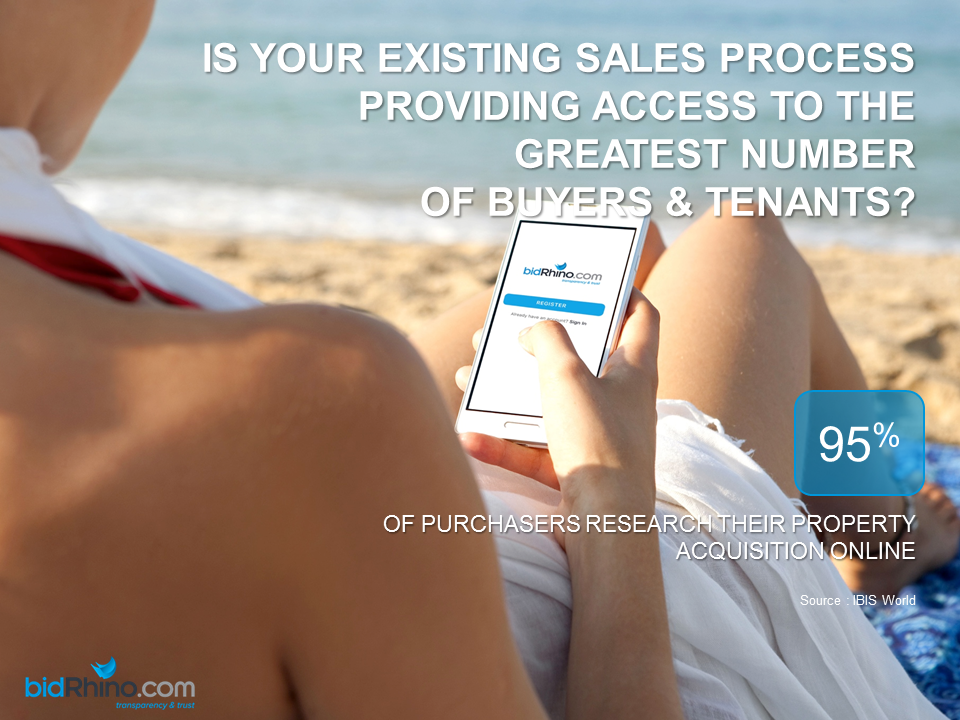 IS YOUR EXISTING SALES PROCESS
PROVIDING ACCESS TO THE
GREATEST NUMBER
OF BUYERS & TENANTS?
bidRhino.com
transparency & trust
REGISTER
Already have an account? Sign In
95%
OF PURCHASERS RESEARCH THEIR PROPERTY
ACQUISITION ONLINE
Source : IBIS World
bidRhino.com
transparency & trust